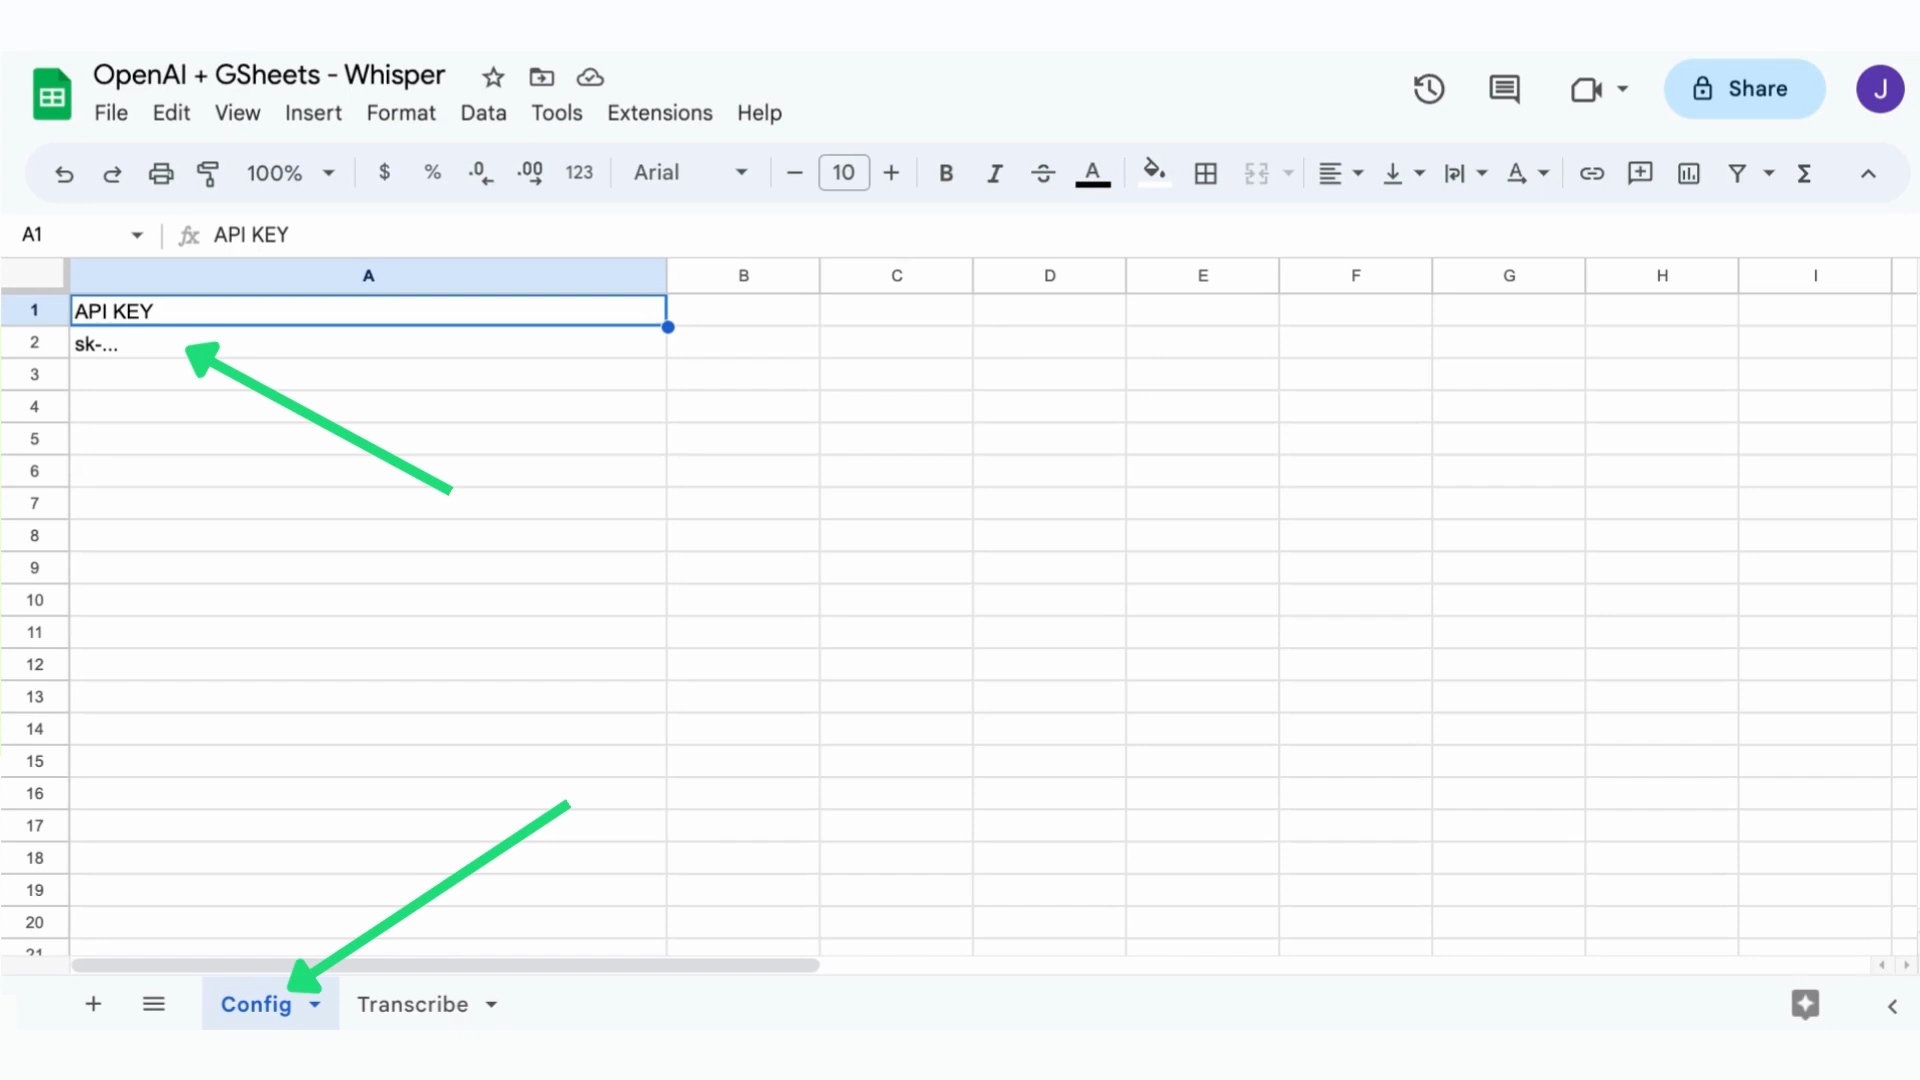 OpenAI + GSheets - Whisper
File Edit View Insert Format Data Tools Extensions Help
Share
J
100% $ % .0 .00 123 Arial 10 B I S A
A1 fx API KEY
A B C D E F G H I
1 API KEY
2 sk-...
3
4
5
6
7
8
9
10
11
12
13
14
15
16
17
18
19
20
21
Config Transcribe